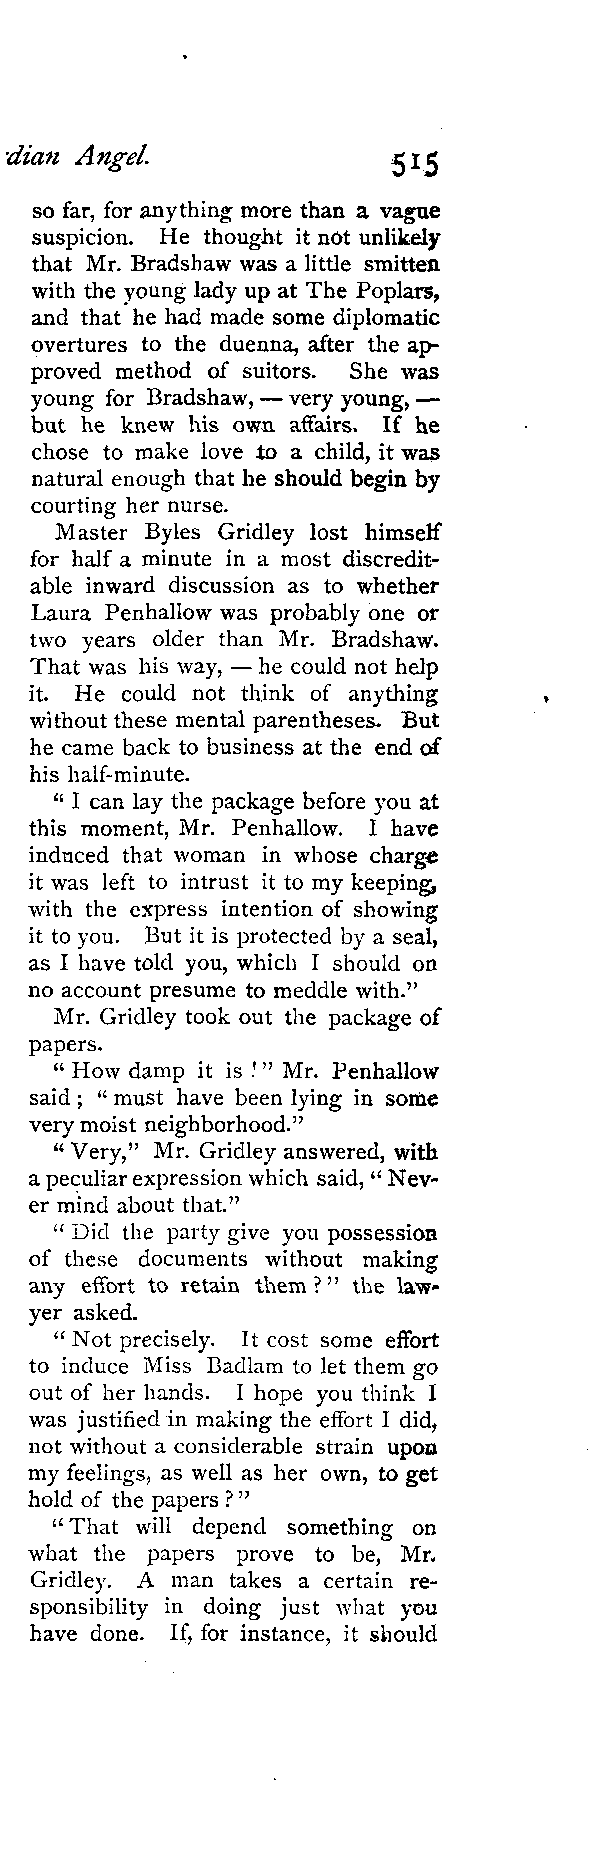 dian Angel. 515
so far, for anything more than a vague
suspicion. He thought it not unlikely
that Mr. Bradshaw was a little smitten
with the young lady up at The Poplars,
and that he had made some diplomatic
overtures to the duenna, after the ap-
proved method of suitors. She was
young for Bradshaw, — very young, —
but he knew his own affairs. If he
chose to make love to a child, it was
natural enough that he should begin by
courting her nurse.
Master Byles Gridley lost himself
for half a minute in a most discredit-
able inward discussion as to whether
Laura Penhallow was probably one or
two years older than Mr. Bradshaw.
That was his way, — he could not help
it. He could not think of anything
without these mental parentheses. But
he came back to business at the end of
his half-minute.
“ I can lay the package before you at
this moment, Mr. Penhallow. I have
induced that woman in whose charge
it was left to intrust it to my keeping,
with the express intention of showing
it to you. But it is protected by a seal,
as I have told you, which I should on
no account presume to meddle with.”
Mr. Gridley took out the package of
papers.
“ How damp it is ! ” Mr. Penhallow
said ; “ must have been lying in some
very moist neighborhood.”
“ Very,” Mr. Gridley answered, with
a peculiar expression which said, “ Nev-
er mind about that.”
“ Did the party give you possession
of these documents without making
any effort to retain them ? ” the law-
yer asked.
“ Not precisely. It cost some effort
to induce Miss Badlam to let them go
out of her hands. I hope you think I
was justified in making the effort I did,
not without a considerable strain upon
my feelings, as well as her own, to get
hold of the papers ? ”
“ That will depend something on
what the papers prove to be, Mr.
Gridley. A man takes a certain re-
sponsibility in doing just what you
have done. If, for instance, it should